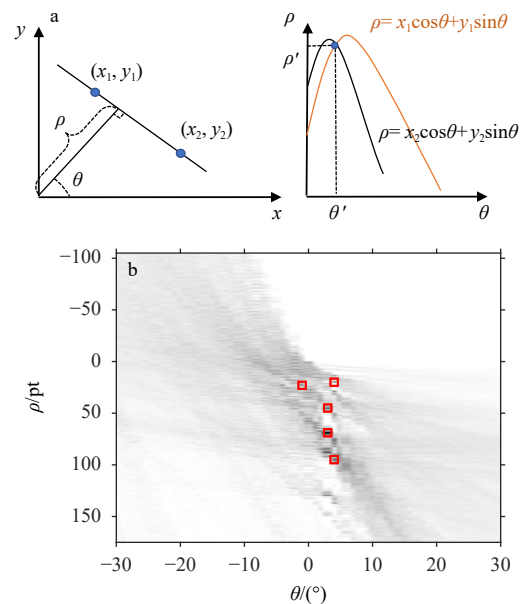 a
y
(x₁, y₁)
ρ
(x₂, y₂)
θ
x
ρ
ρ= x₁cosθ+y₁sinθ
ρ′
ρ= x₂cosθ+y₂sinθ
θ′
θ
b
−100
−50
0
50
100
150
ρ/pt
−30 −20 −10 0 10 20 30
θ/(°)